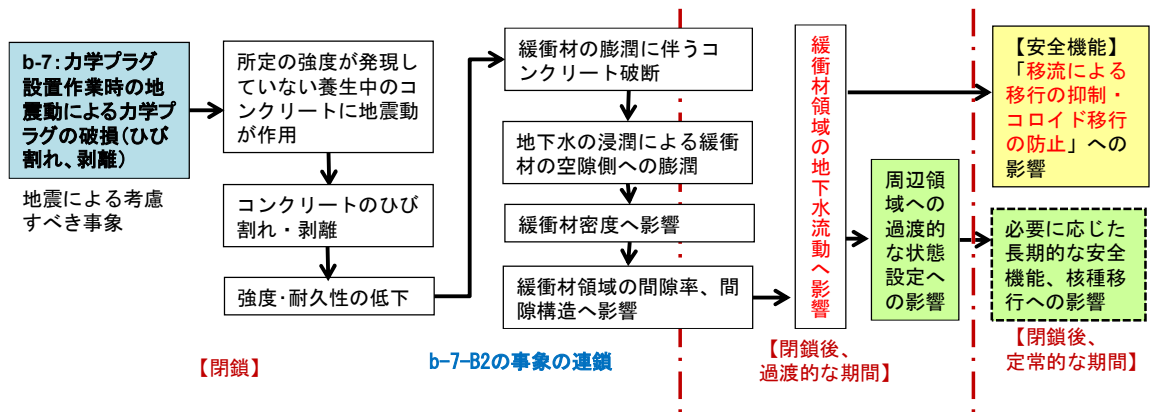 b-7：力学プラグ
設置作業時の地
震動による力学プ
ラグの破損（ひび
割れ、剥離）
地震による考慮
すべき事象
所定の強度が発現
していない養生中のコ
ンクリートに地震動
が作用
コンクリートのひび
割れ・剥離
強度・耐久性の低下
緩衝材の膨潤に伴うコ
ンクリート破断
地下水の浸潤による緩衝
材の空隙側への膨潤
緩衝材密度へ影響
緩衝材領域の間隙率、間
隙構造へ影響
緩衝材領域の地下水流動へ影響
周辺領
域への
過渡的
な状態
設定へ
の影響
【安全機能】
「移流による
移行の抑制・
コロイド移行
の防止」への
影響
必要に応じた
長期的な安全
機能、核種移
行への影響
【閉鎖】
b-7-B2の事象の連鎖
【閉鎖後、
過渡的な期間】
【閉鎖後、
定常的な期間】